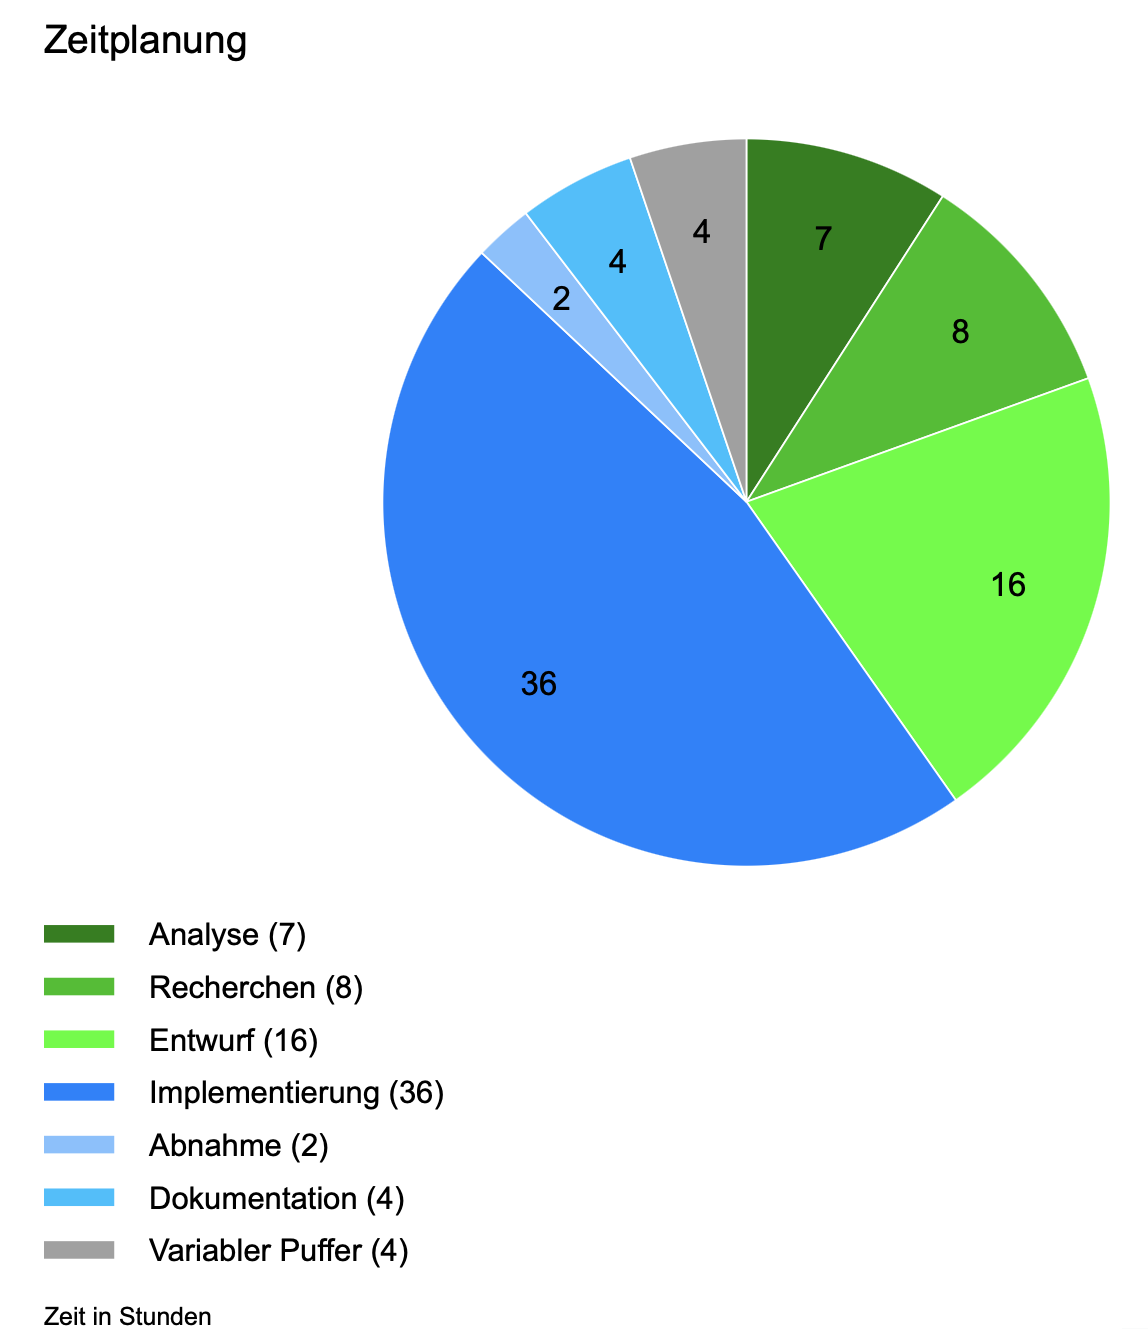 Zeitplanung
4
7
4
2
8
16
36
Analyse (7)
Recherchen (8)
Entwurf (16)
Implementierung (36)
Abnahme (2)
Dokumentation (4)
Variabler Puffer (4)
Zeit in Stunden